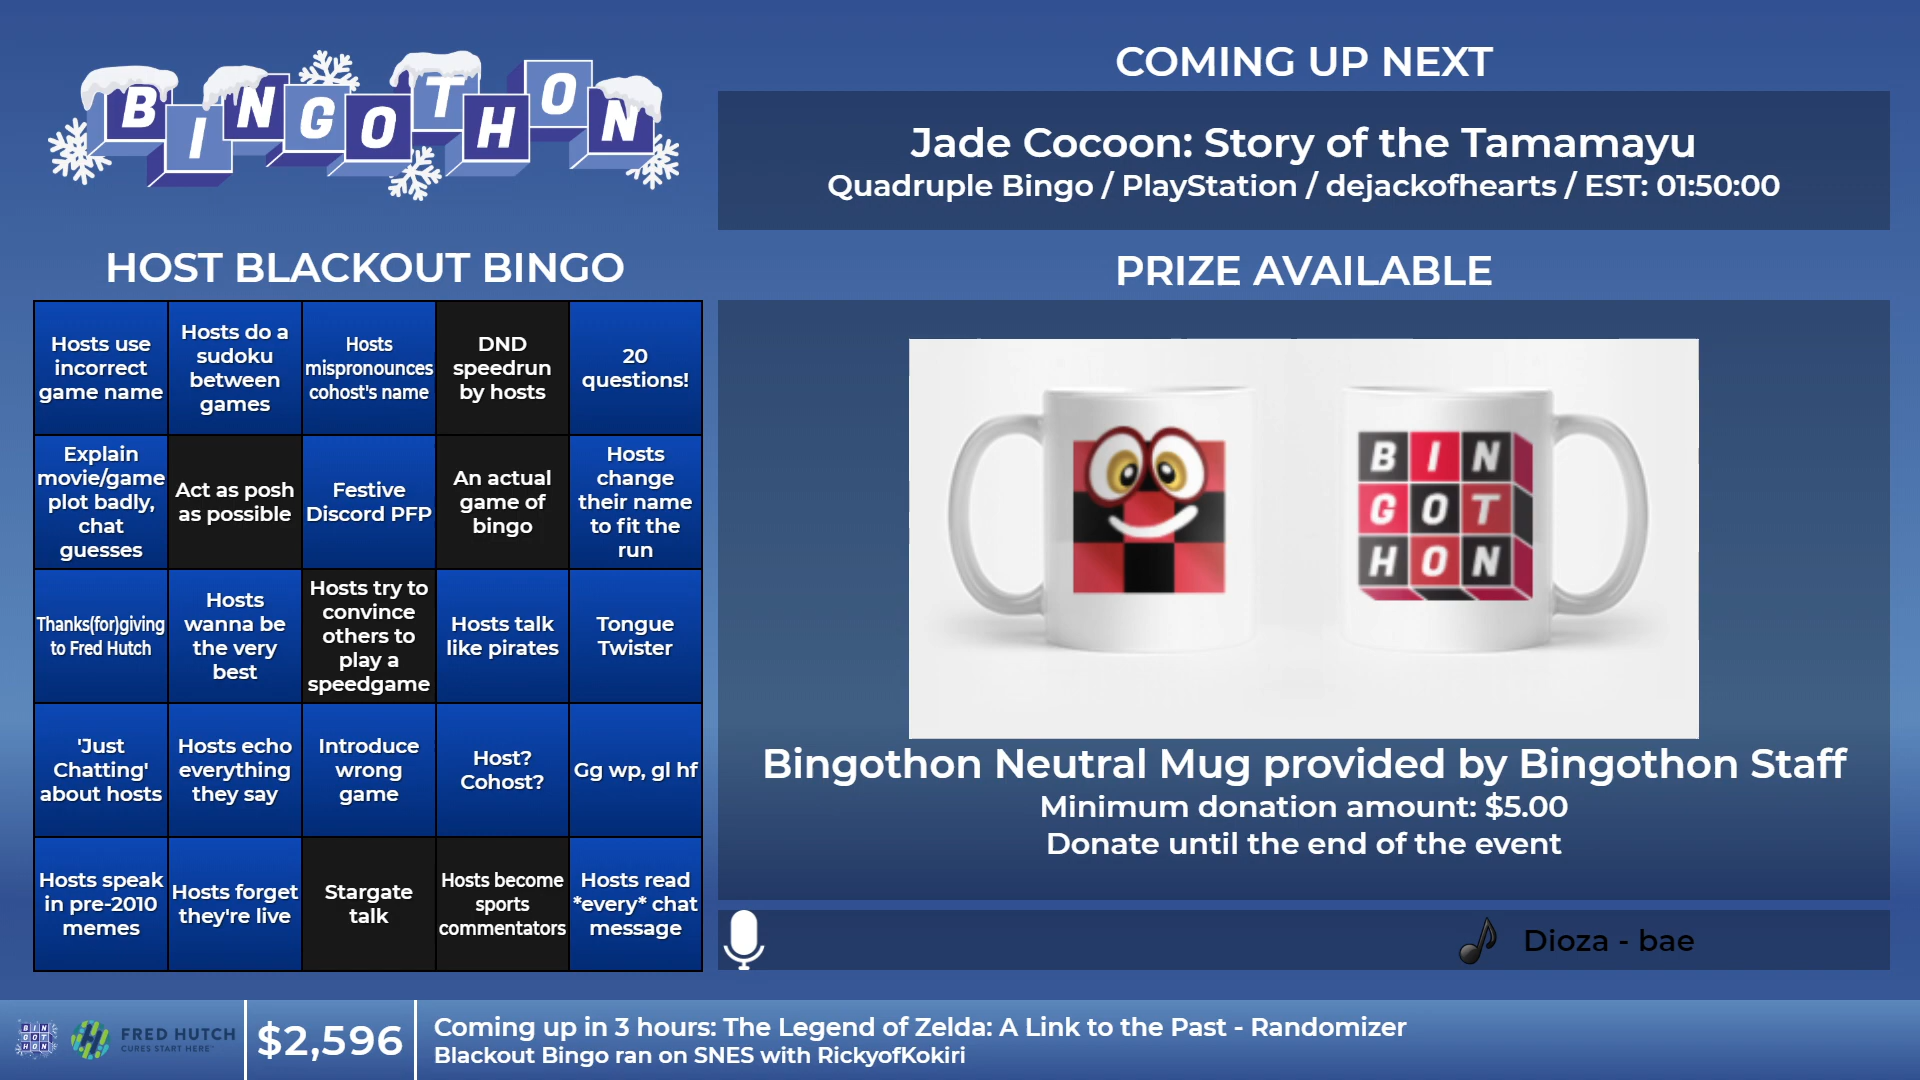 BINGOTHON
COMING UP NEXT
Jade Cocoon: Story of the Tamamayu
Quadruple Bingo / PlayStation / dejackofhearts / EST: 01:50:00
HOST BLACKOUT BINGO
Hosts use
incorrect
game name
Hosts do a
sudoku
between
games
Hosts
mispronounces
cohost's name
DND
speedrun
by hosts
20
questions!
Explain
movie/game
plot badly,
chat
guesses
Act as posh
as possible
Festive
Discord PFP
An actual
game of
bingo
Hosts
change
their name
to fit the
run
Thanks(for)giving
to Fred Hutch
Hosts
wanna be
the very
best
Hosts try to
convince
others to
play a
speedgame
Hosts talk
like pirates
Tongue
Twister
'Just
Chatting'
about hosts
Hosts echo
everything
they say
Introduce
wrong
game
Host?
Cohost?
Gg wp, gl hf
Hosts speak
in pre-2010
memes
Hosts forget
they're live
Stargate
talk
Hosts become
sports
commentators
Hosts read
*every* chat
message
PRIZE AVAILABLE
BIN
GOT
HON
Bingothon Neutral Mug provided by Bingothon Staff
Minimum donation amount: $5.00
Donate until the end of the event
Dioza - bae
BIN
GOT
HON
FRED HUTCH
CURES START HERE™
$2,596
Coming up in 3 hours: The Legend of Zelda: A Link to the Past - Randomizer
Blackout Bingo ran on SNES with RickyofKokiri